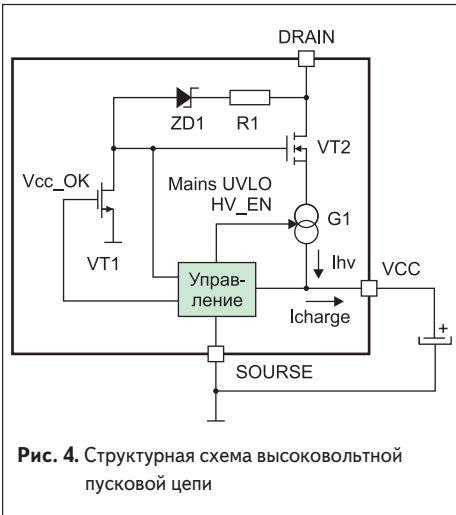 DRAIN
ZD1
R1
VT2
Vcc_OK
Mains UVLO
HV_EN
G1
VT1
Ihv
VCC
Управ-
ление
Icharge
+
SOURSE
Рис. 4. Структурная схема высоковольтной
пусковой цепи